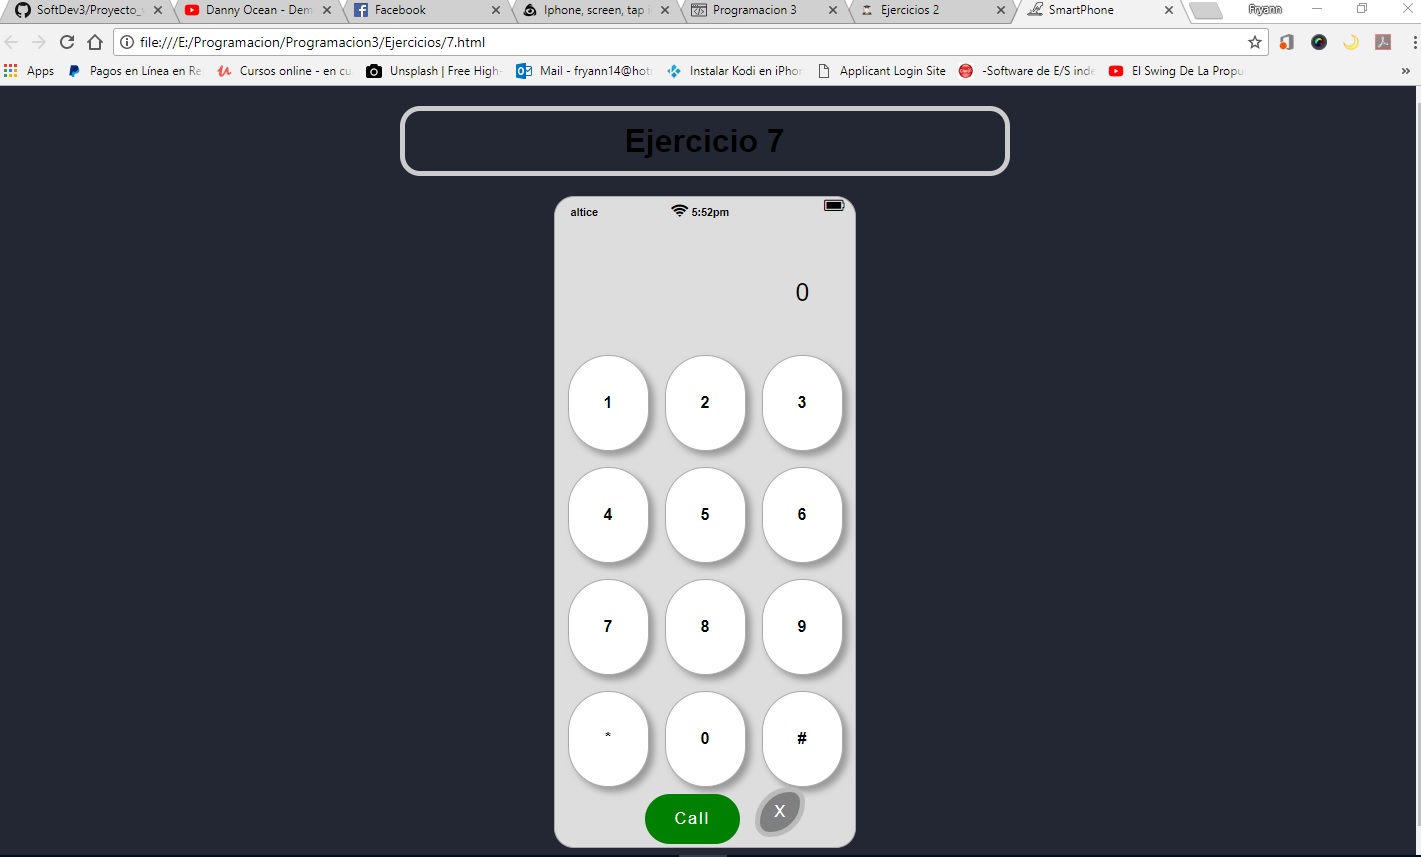 SoftDev3/Proyecto_ Danny Ocean - Dem Facebook Iphone, screen, tap Programacion 3 Ejercicios 2 SmartPhone Fryann
file:///E:/Programacion/Programacion3/Ejercicios/7.html
Apps Pagos en Línea en Re Cursos online - en cu Unsplash | Free High- Mail - fryann14@hot Instalar Kodi en iPhor Applicant Login Site -Software de E/S inde El Swing De La Propu »
Ejercicio 7
altice 5:52pm
0
1 2 3
4 5 6
7 8 9
* 0 #
Call X